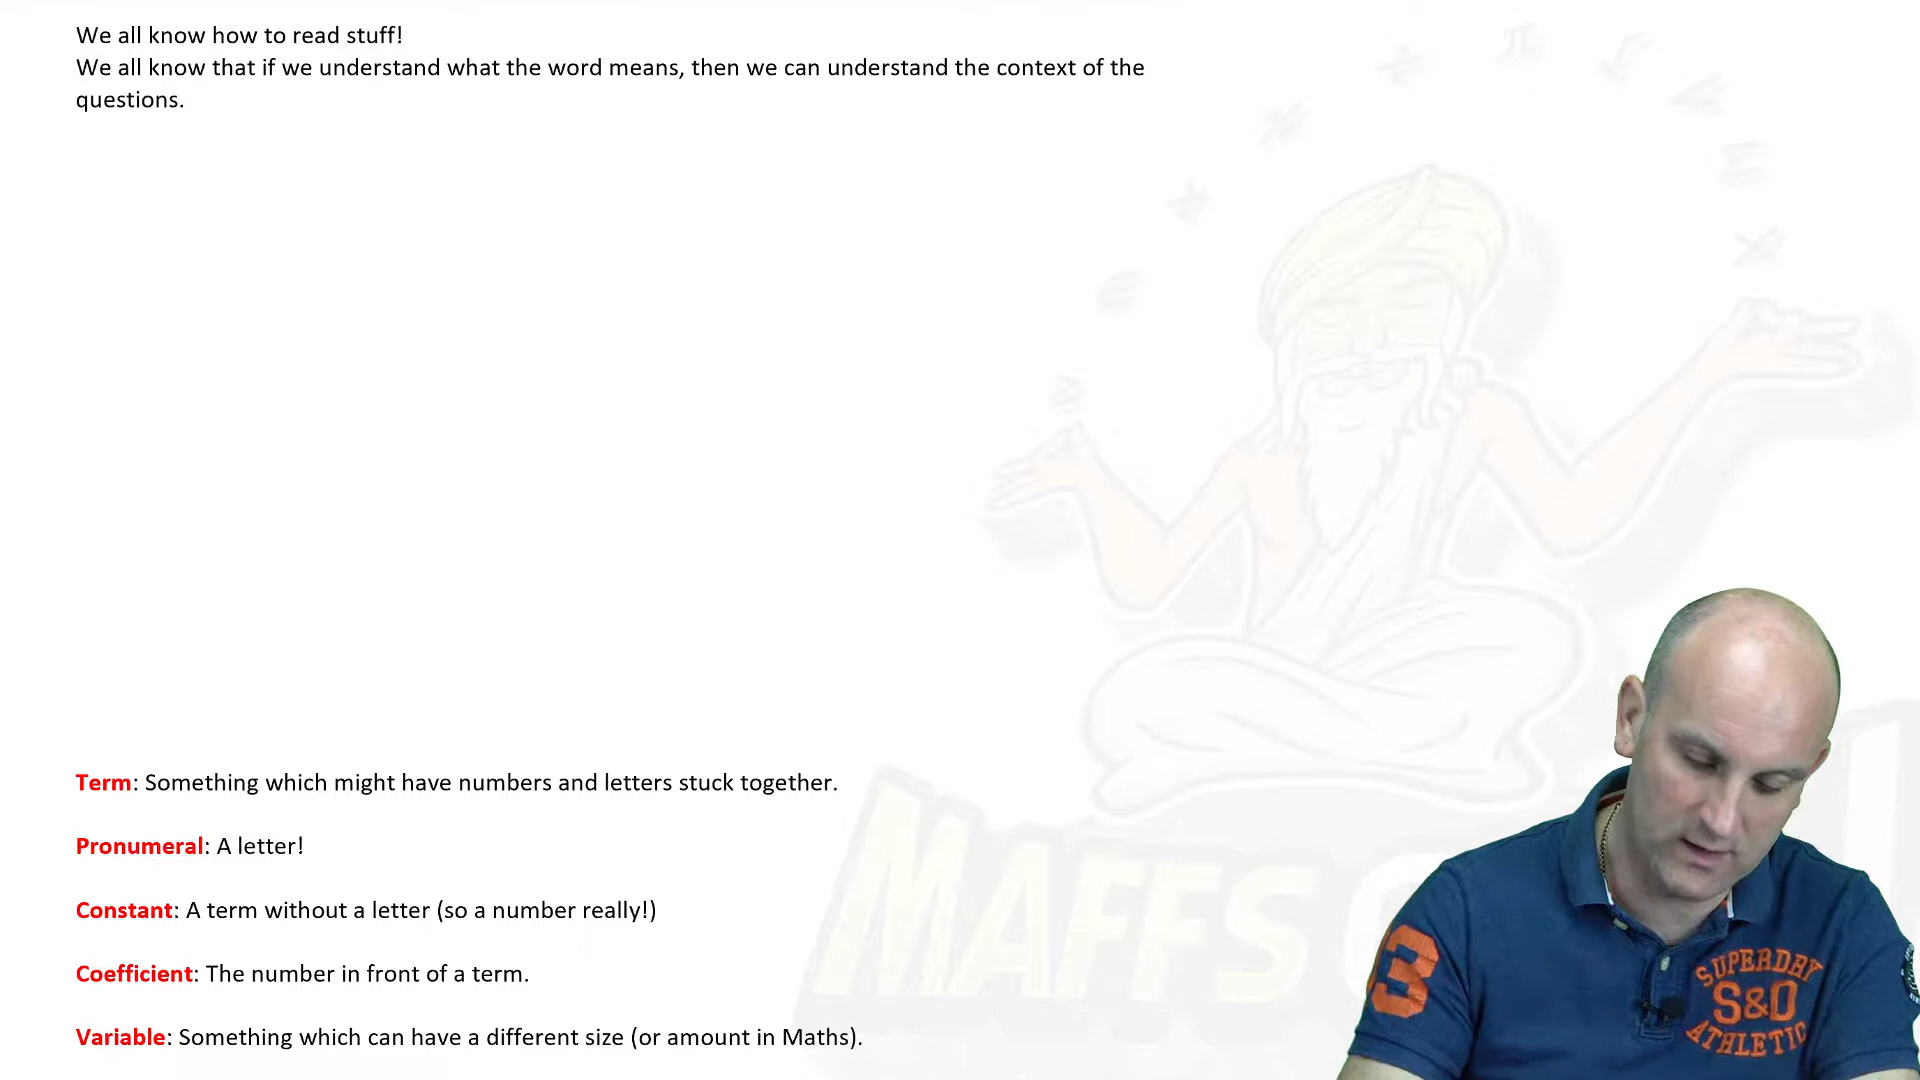 We all know how to read stuff!
We all know that if we understand what the word means, then we can understand the context of the
questions.
Term: Something which might have numbers and letters stuck together.
Pronumeral: A letter!
Constant: A term without a letter (so a number really!)
Coefficient: The number in front of a term.
Variable: Something which can have a different size (or amount in Maths).
MAFFS
3
SUPERDRY
S&D
ATHLETIC